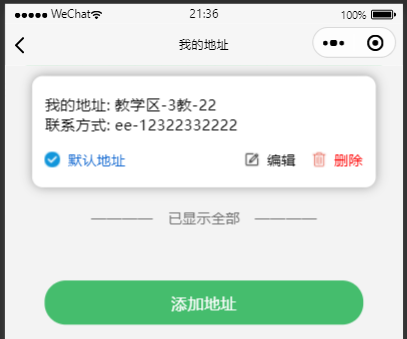 WeChat
21:36
100%
我的地址
我的地址: 教学区-3教-22
联系方式: ee-12322332222
默认地址
编辑
删除
已显示全部
添加地址